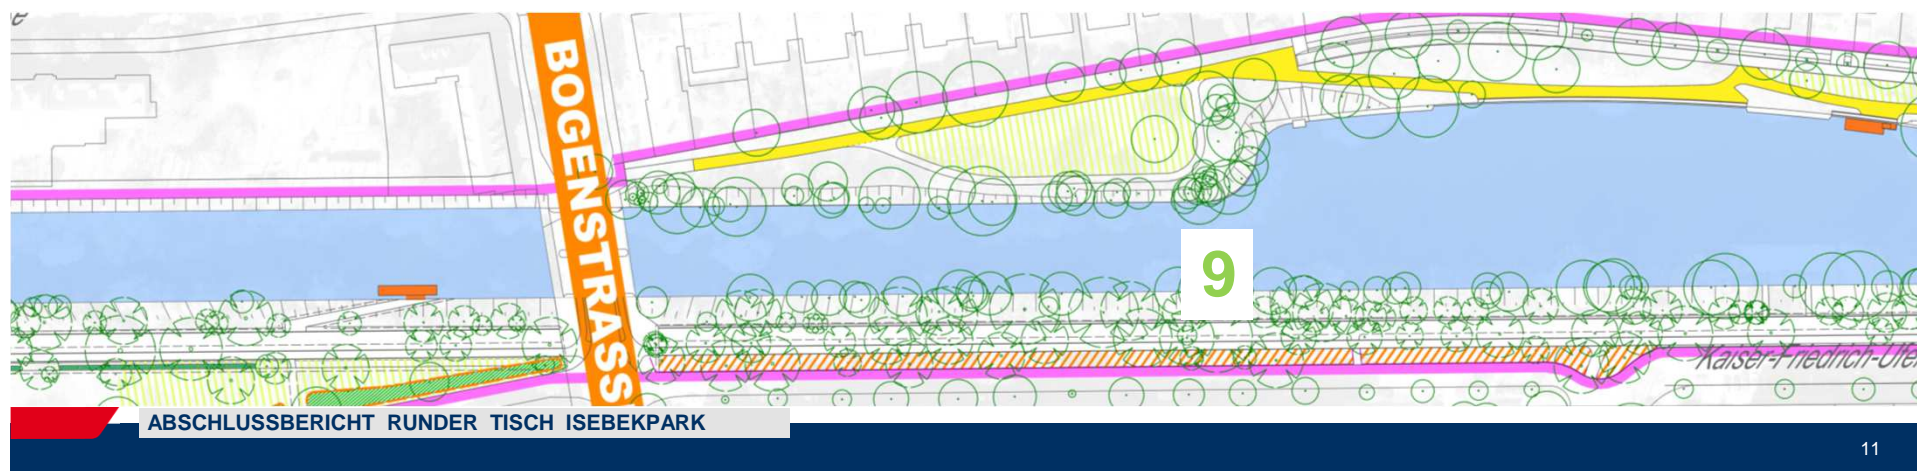 BOGENSTRASS
9
Kaiser-Friedrich-Ufer
ABSCHLUSSBERICHT RUNDER TISCH ISEBEKPARK
11